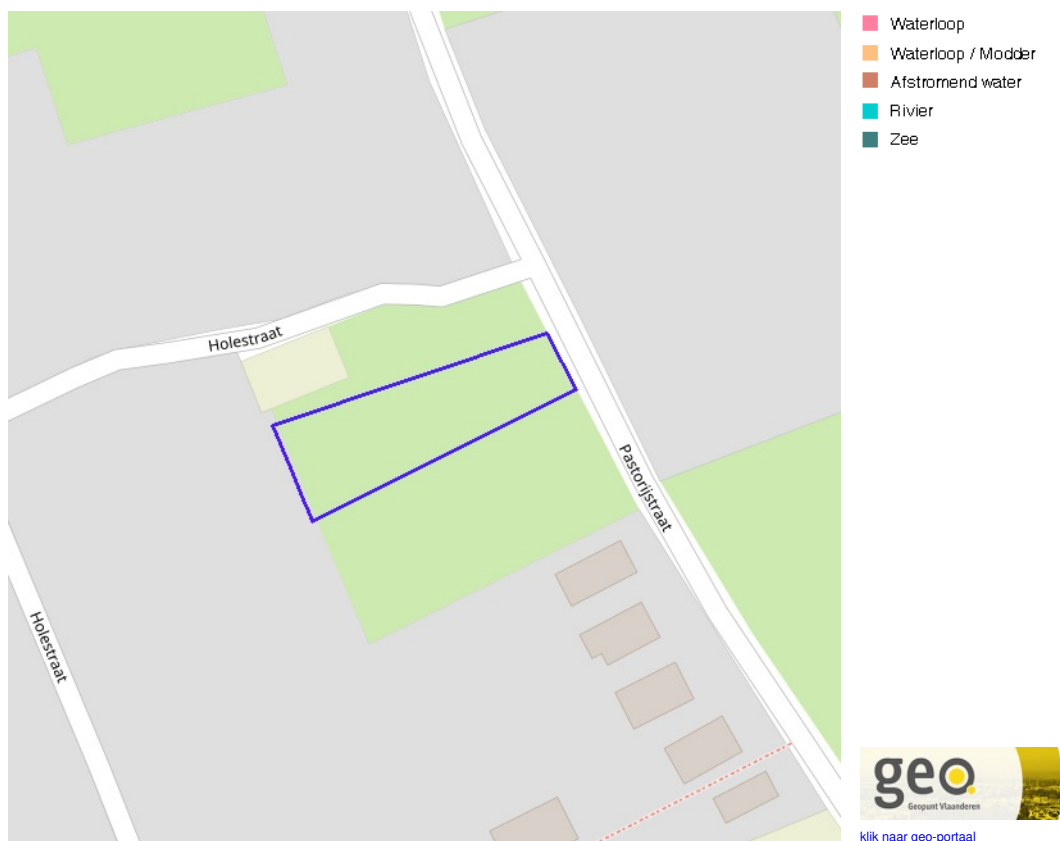 Waterloop
Waterloop / Modder
Afstromend water
Rivier
Zee
Holestraat
Pastorijstraat
Holestraat
geo.
Geopunt Vlaanderen
klik naar geo-portaal